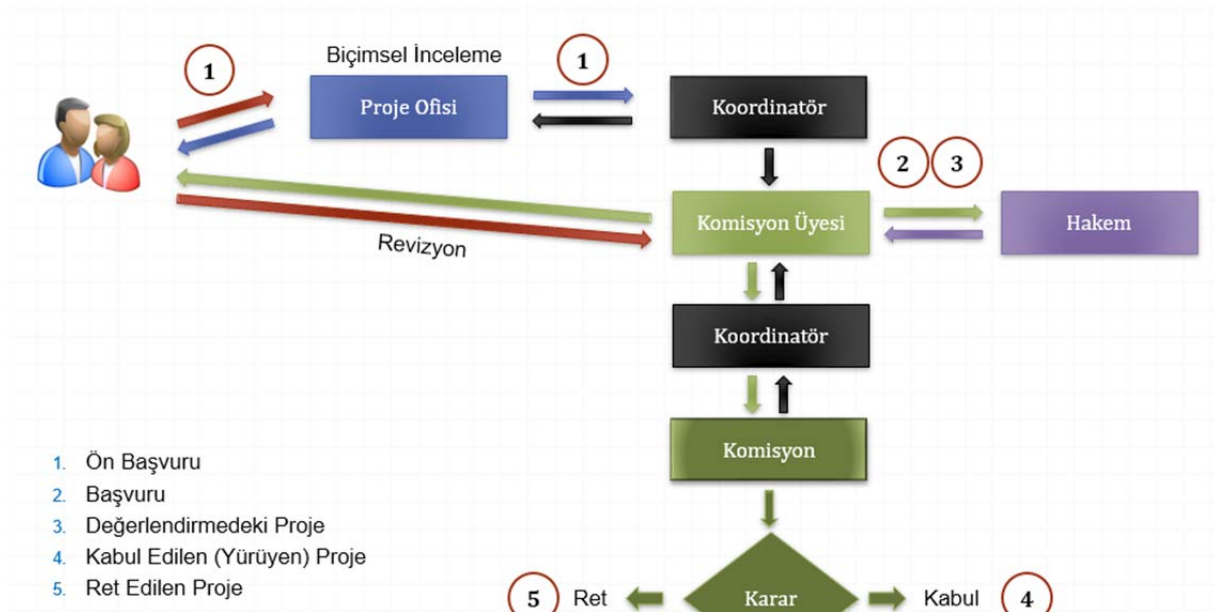 Biçimsel İnceleme
1
1
Proje Ofisi
Koordinatör
2
3
Komisyon Üyesi
Hakem
Revizyon
Koordinatör
Komisyon
1. Ön Başvuru
2. Başvuru
3. Değerlendirmedeki Proje
4. Kabul Edilen (Yürüyen) Proje
5. Ret Edilen Proje
5
Ret
Karar
Kabul
4